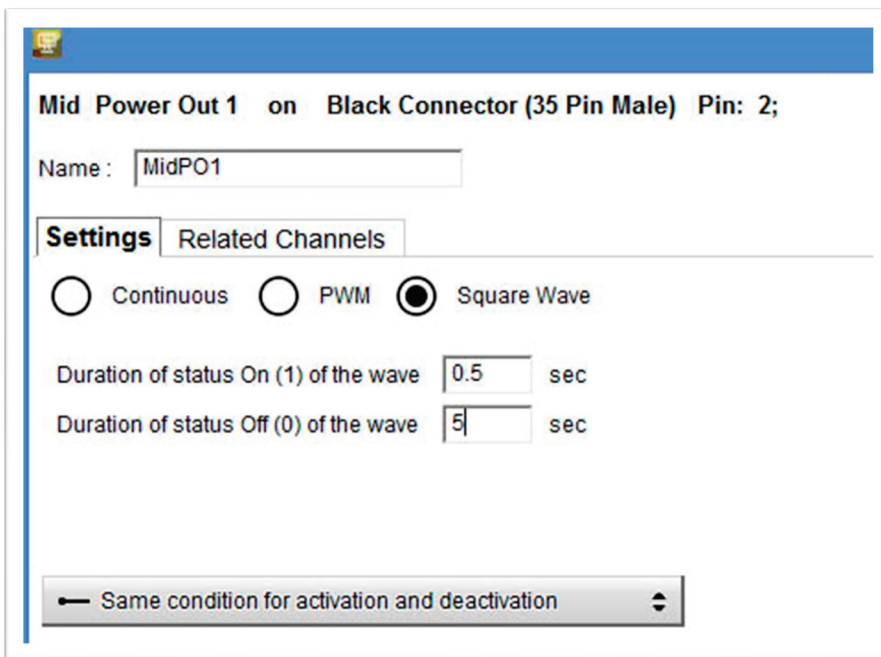 Mid Power Out 1 on Black Connector (35 Pin Male) Pin: 2;
Name : MidPO1
Settings Related Channels
Continuous PWM Square Wave
Duration of status On (1) of the wave 0.5 sec
Duration of status Off (0) of the wave 5 sec
Same condition for activation and deactivation